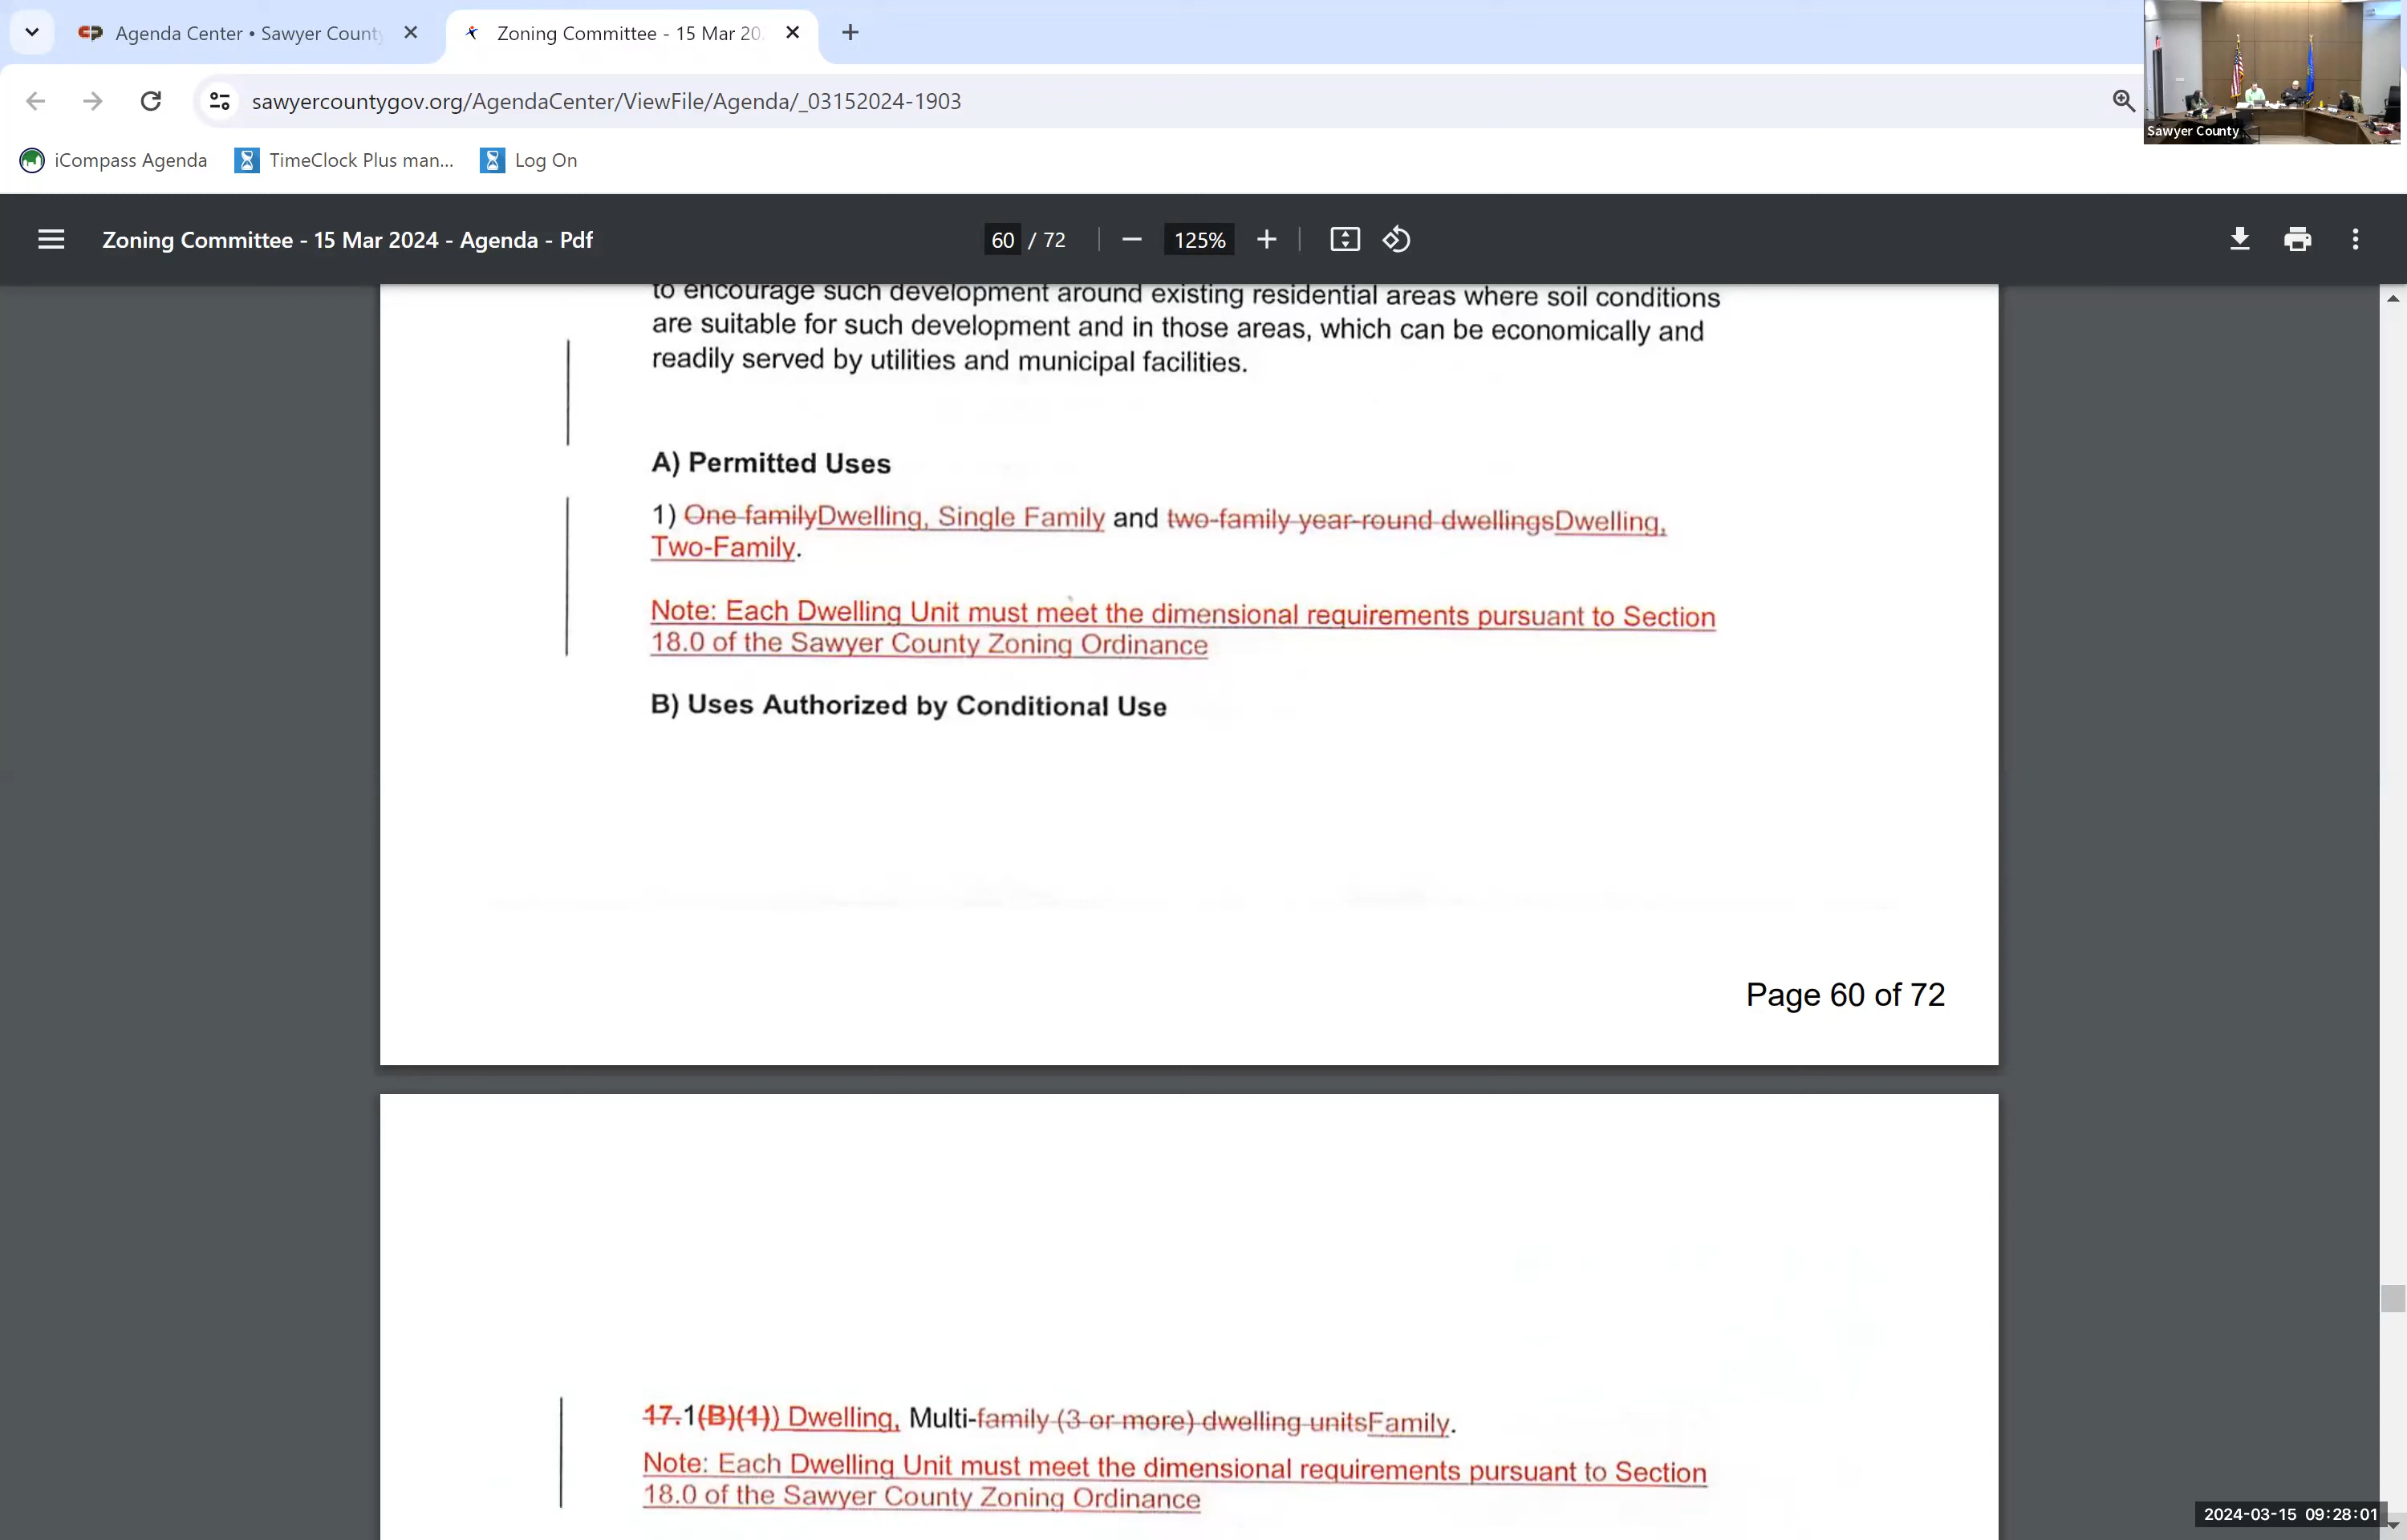 Agenda Center • Sawyer County
Zoning Committee - 15 Mar 20
sawyercountygov.org/AgendaCenter/ViewFile/Agenda/_03152024-1903
Sawyer County
iCompass Agenda
TimeClock Plus man...
Log On
Zoning Committee - 15 Mar 2024 - Agenda - Pdf
60 / 72
125%
to encourage such development around existing residential areas where soil conditions
are suitable for such development and in those areas, which can be economically and
readily served by utilities and municipal facilities.
A) Permitted Uses
1) One familyDwelling, Single Family and two-family year-round dwellingsDwelling,
Two-Family.
Note: Each Dwelling Unit must meet the dimensional requirements pursuant to Section
18.0 of the Sawyer County Zoning Ordinance
B) Uses Authorized by Conditional Use
Page 60 of 72
17.1(B)(1)) Dwelling, Multi-family (3 or more) dwelling unitsFamily.
Note: Each Dwelling Unit must meet the dimensional requirements pursuant to Section
18.0 of the Sawyer County Zoning Ordinance
2024-03-15 09:28:01